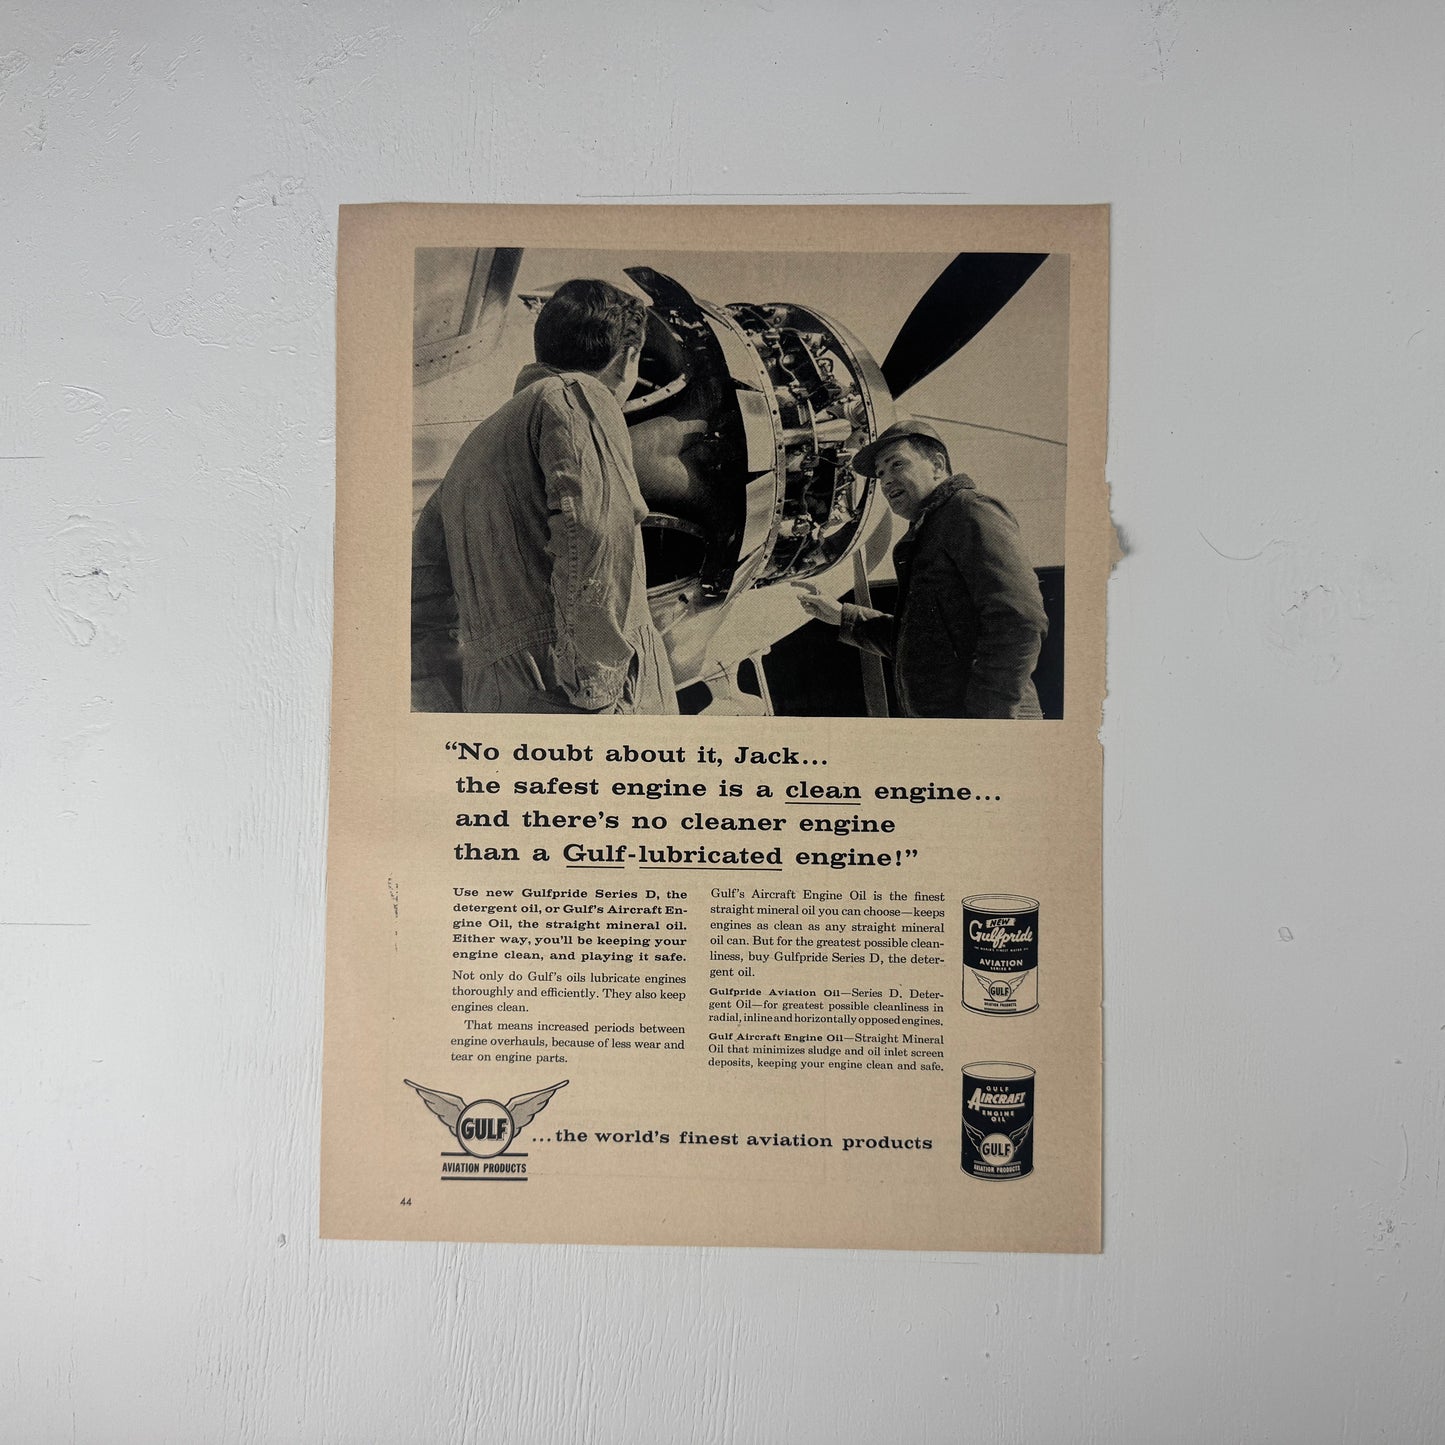 “No doubt about it, Jack...
the safest engine is a clean engine...
and there's no cleaner engine
than a Gulf-lubricated engine!”
Use new Gulfpride Series D, the
detergent oil, or Gulf's Aircraft En-
gine Oil, the straight mineral oil.
Either way, you'll be keeping your
engine clean, and playing it safe.
Not only do Gulf's oils lubricate engines
thoroughly and efficiently. They also keep
engines clean.
That means increased periods between
engine overhauls, because of less wear and
tear on engine parts.
Gulf's Aircraft Engine Oil is the finest
straight mineral oil you can choose—keeps
engines as clean as any straight mineral
oil can. But for the greatest possible clean-
liness, buy Gulfpride Series D, the deter-
gent oil.
Gulfpride Aviation Oil—Series D. Deter-
gent Oil—for greatest possible cleanliness in
radial, inline and horizontally opposed engines.
Gulf Aircraft Engine Oil—Straight Mineral
Oil that minimizes sludge and oil inlet screen
deposits, keeping your engine clean and safe.
NEW
Gulfpride
THE WORLD'S FINEST MOTOR OIL
AVIATION
SERIES D
GULF
AVIATION PRODUCTS
GULF
AIRCRAFT
ENGINE
OIL
GULF
AVIATION PRODUCTS
GULF
AVIATION PRODUCTS
...the world's finest aviation products
44